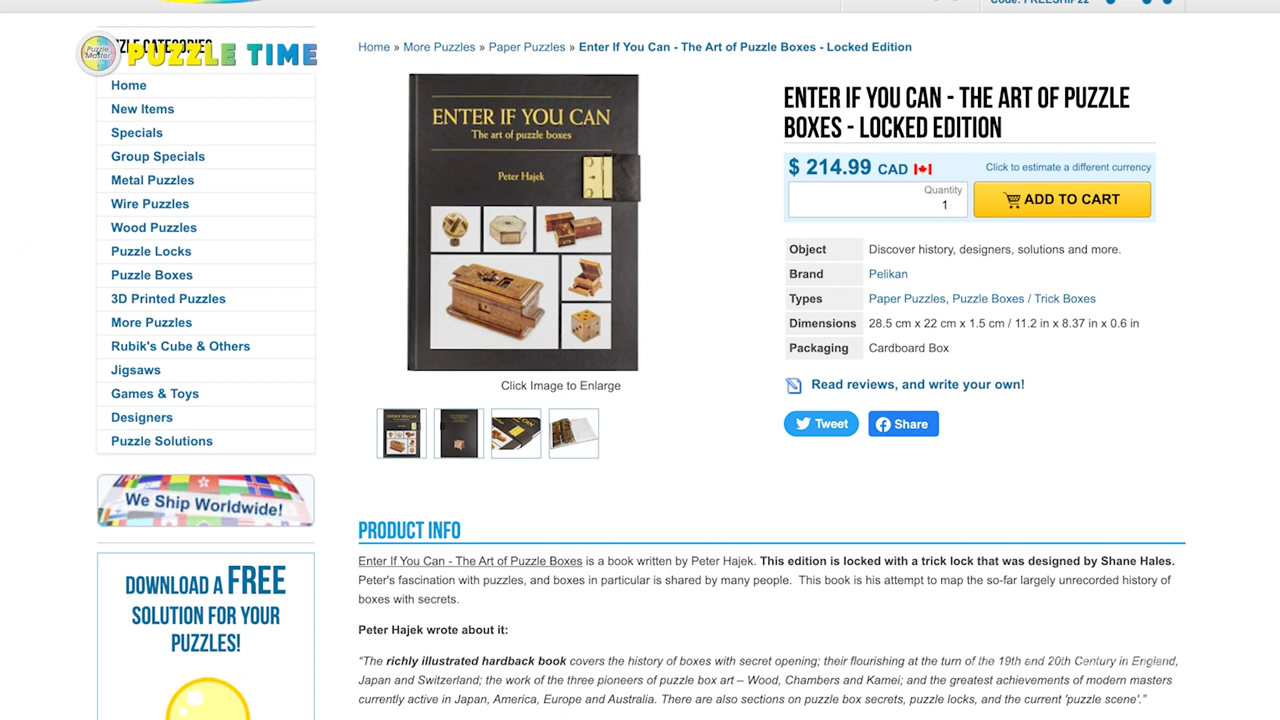 Code: FREESHIP22
Puzzle Master
PUZZLE TIME
Home
New Items
Specials
Group Specials
Metal Puzzles
Wire Puzzles
Wood Puzzles
Puzzle Locks
Puzzle Boxes
3D Printed Puzzles
More Puzzles
Rubik's Cube & Others
Jigsaws
Games & Toys
Designers
Puzzle Solutions
We Ship Worldwide!
DOWNLOAD A FREE
SOLUTION FOR YOUR
PUZZLES!
Home » More Puzzles » Paper Puzzles » Enter If You Can - The Art of Puzzle Boxes - Locked Edition
ENTER IF YOU CAN
The art of puzzle boxes
Peter Hajek
Click Image to Enlarge
ENTER IF YOU CAN - THE ART OF PUZZLE
BOXES - LOCKED EDITION
$ 214.99 CAD
Click to estimate a different currency
Quantity
1
ADD TO CART
Object Discover history, designers, solutions and more.
Brand Pelikan
Types Paper Puzzles, Puzzle Boxes / Trick Boxes
Dimensions 28.5 cm x 22 cm x 1.5 cm / 11.2 in x 8.37 in x 0.6 in
Packaging Cardboard Box
Read reviews, and write your own!
Tweet
Share
PRODUCT INFO
Enter If You Can - The Art of Puzzle Boxes is a book written by Peter Hajek. This edition is locked with a trick lock that was designed by Shane Hales.
Peter's fascination with puzzles, and boxes in particular is shared by many people. This book is his attempt to map the so-far largely unrecorded history of
boxes with secrets.
Peter Hajek wrote about it:
“The richly illustrated hardback book covers the history of boxes with secret opening; their flourishing at the turn of the 19th and 20th Century in England,
Japan and Switzerland; the work of the three pioneers of puzzle box art – Wood, Chambers and Kamei; and the greatest achievements of modern masters
currently active in Japan, America, Europe and Australia. There are also sections on puzzle box secrets, puzzle locks, and the current 'puzzle scene'.”